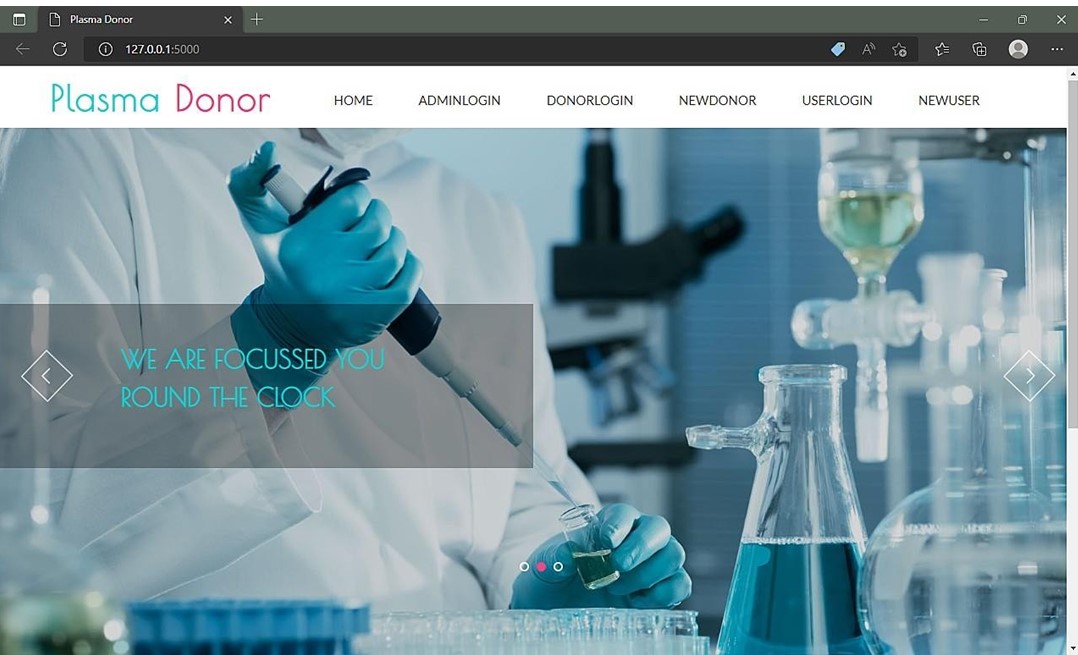 Plasma Donor
127.0.0.1:5000
Plasma Donor
HOME ADMINLOGIN DONORLOGIN NEWDONOR USERLOGIN NEWUSER
WE ARE FOCUSSED YOU
ROUND THE CLOCK